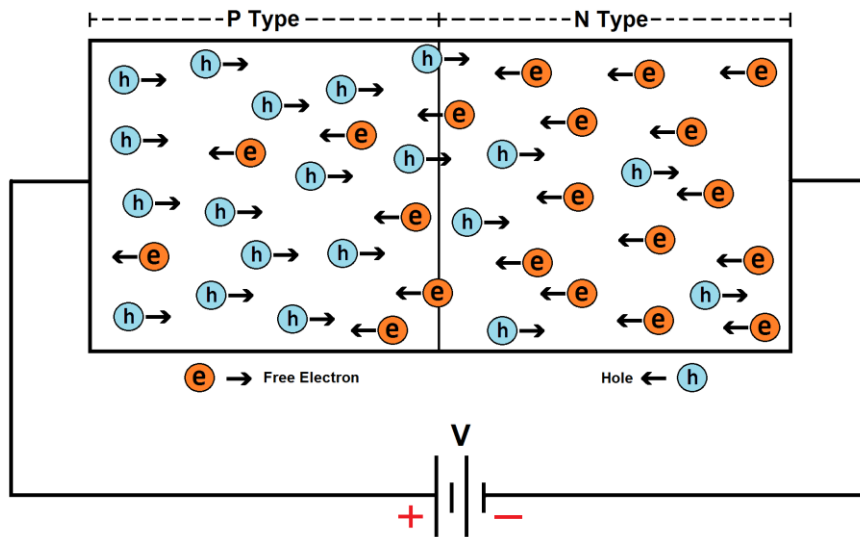 P Type N Type
h h h h h e e e
h e e e e e e
h h h h h e
h h e h e e
e h h e e e
h h h e e e h
h e h e e
e Free Electron Hole h
V
+ −